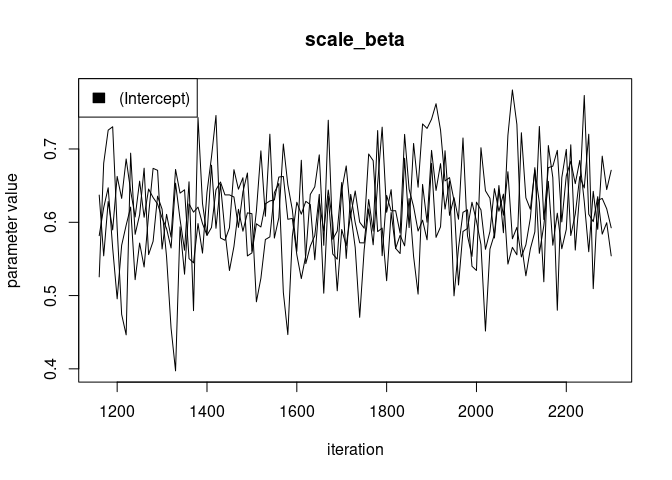 scale_beta
(Intercept)
parameter value
0.7
0.6
0.5
0.4
1200 1400 1600 1800 2000 2200
iteration